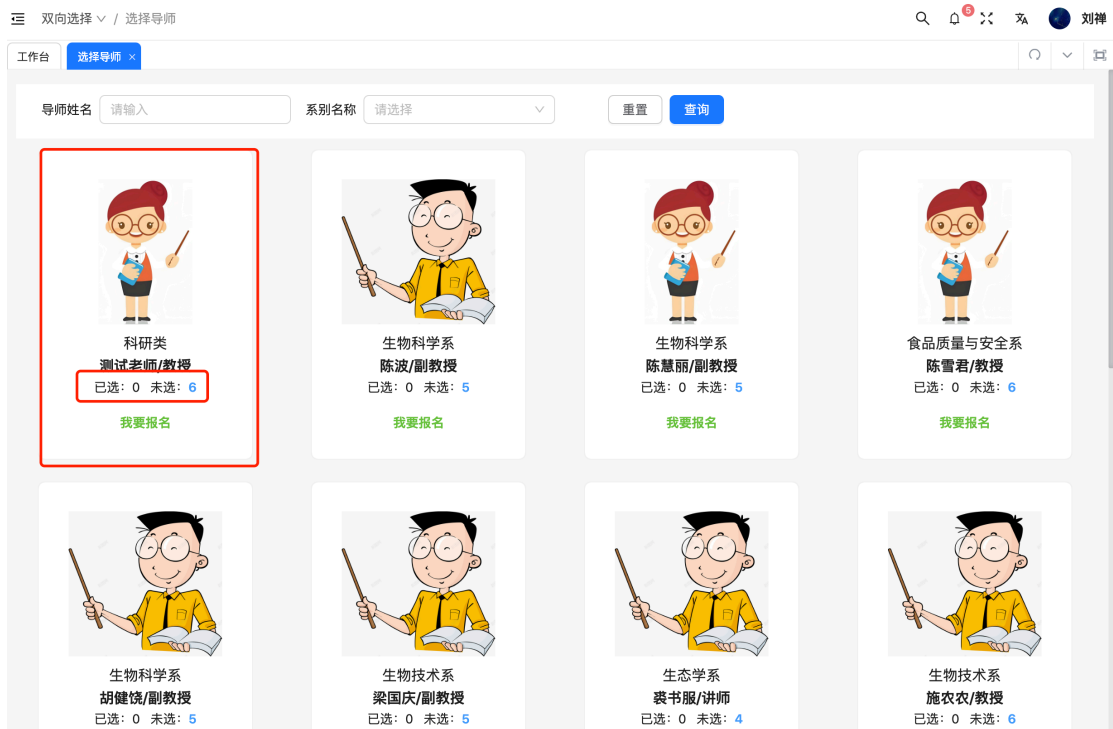 双向选择 / 选择导师 5 刘禅
工作台 选择导师 ×
导师姓名 请输入 系别名称 请选择 重置 查询
科研类
测试老师/教授
已选：0 未选：6
我要报名
生物科学系
陈波/副教授
已选：0 未选：5
我要报名
生物科学系
陈慧丽/副教授
已选：0 未选：5
我要报名
食品质量与安全系
陈雪君/教授
已选：0 未选：6
我要报名
生物科学系
胡健饶/副教授
已选：0 未选：5
生物技术系
梁国庆/副教授
已选：0 未选：5
生态学系
裘书服/讲师
已选：0 未选：4
生物技术系
施农农/教授
已选：0 未选：6